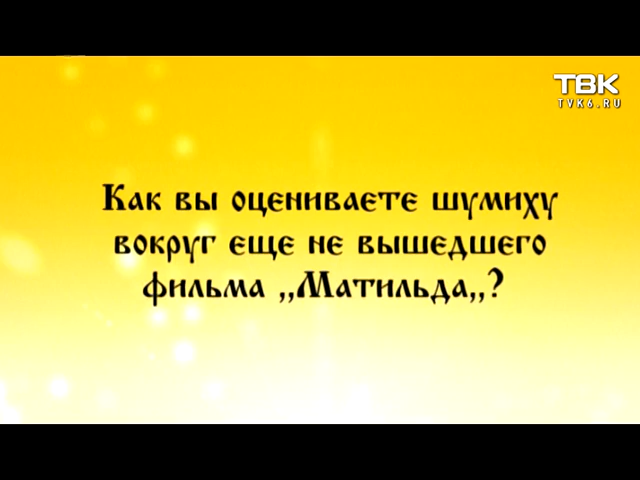 ТВК
TVK6.RU
Как вы оцениваете шумиху
вокруг еще не вышедшего
фильма ,,Матильда,,?